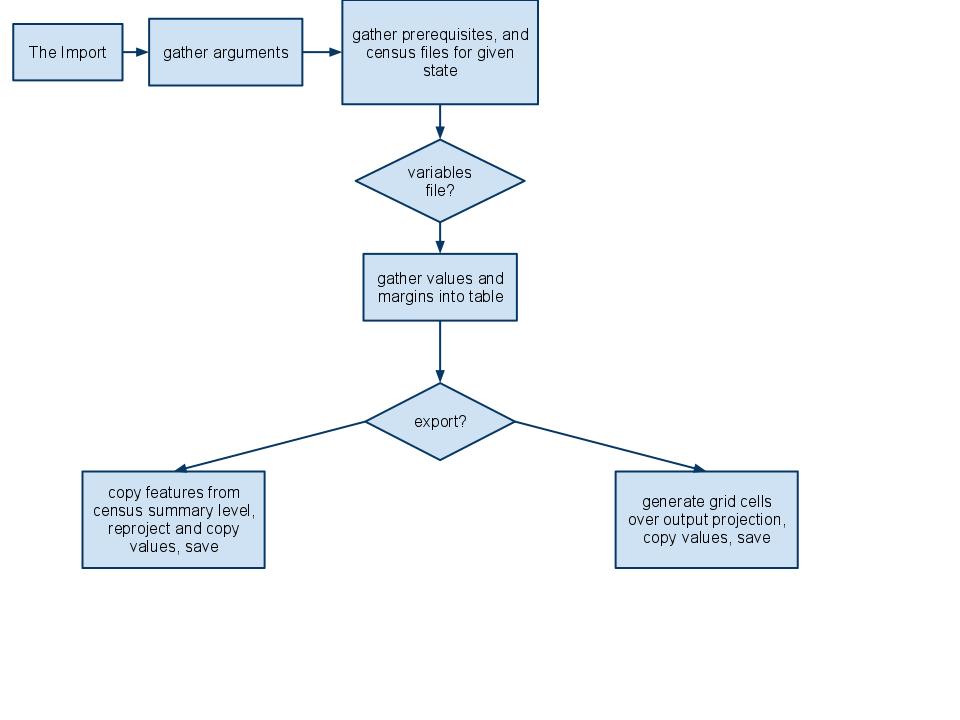 The Import
gather arguments
gather prerequisites, and
census files for given
state
variables
file?
gather values and
margins into table
export?
copy features from
census summary level,
reproject and copy
values, save
generate grid cells
over output projection,
copy values, save